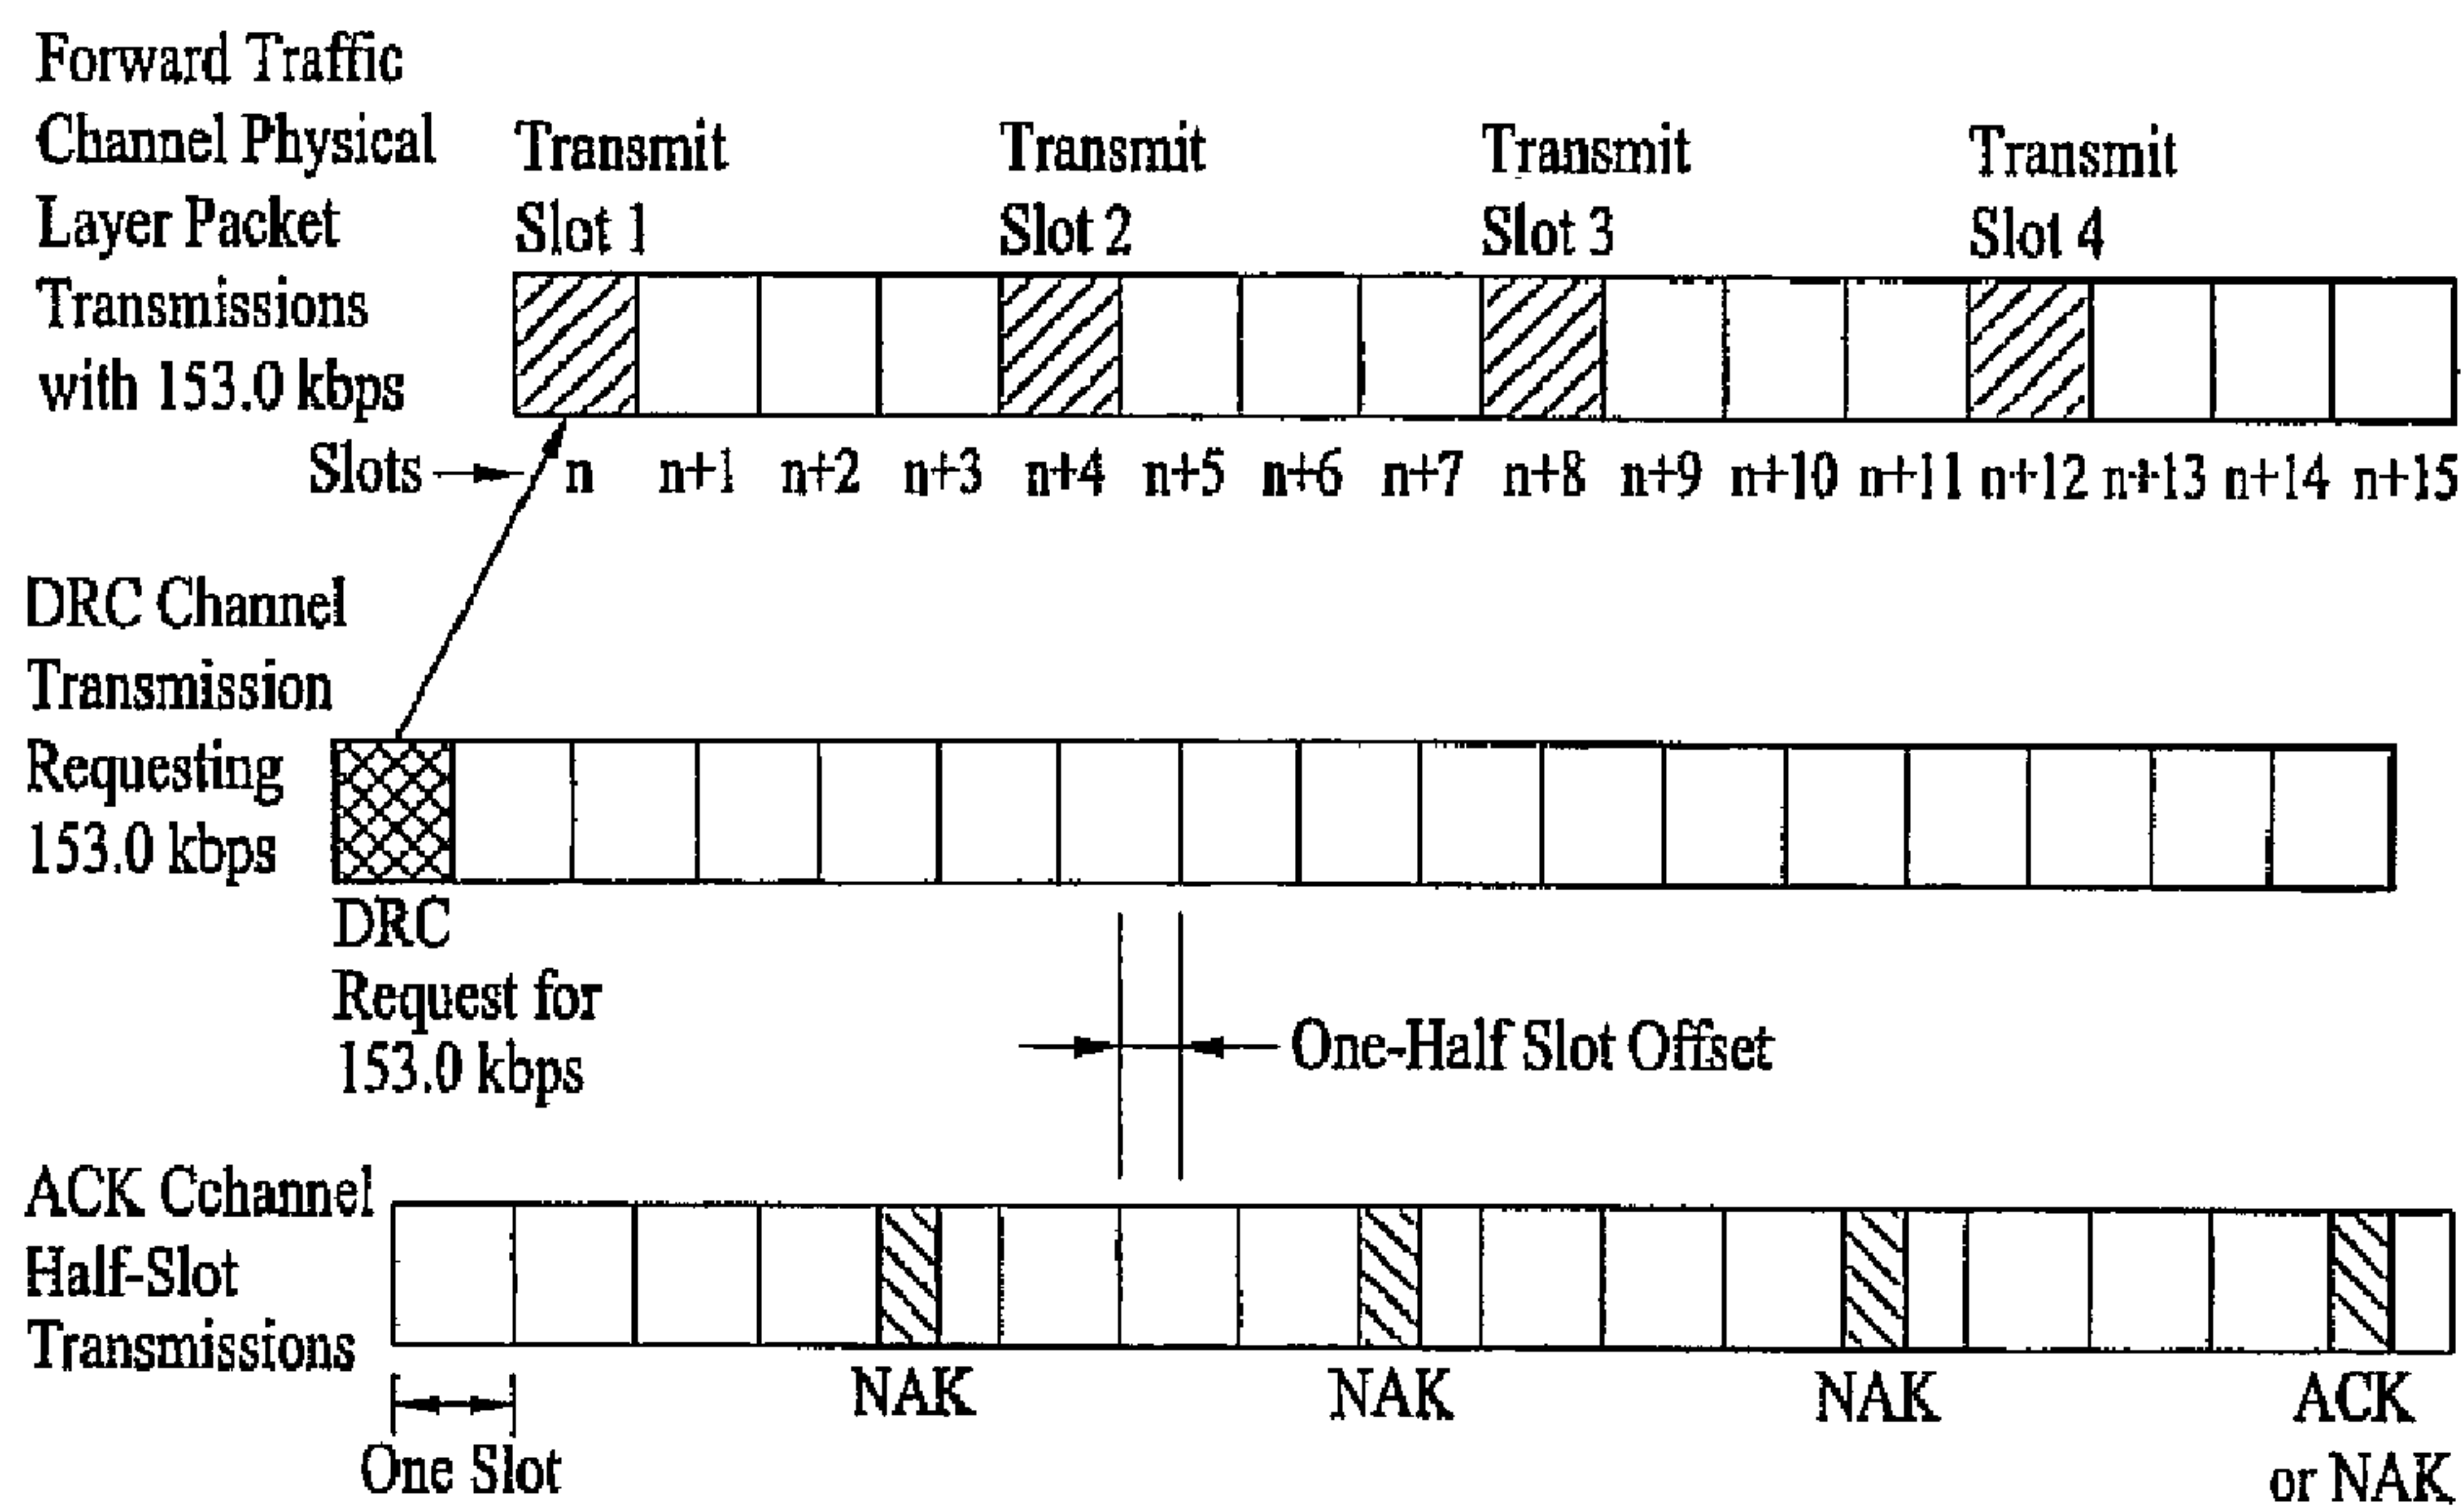 Forward Traffic
Channel Physical
Layer Packet
Transmissions
with 153.0 kbps
Transmit
Slot 1
Transmit
Slot 2
Transmit
Slot 3
Transmit
Slot 4
Slots
n n+1 n+2 n+3 n+4 n+5 n+6 n+7 n+8 n+9 n+10 n+11 n+12 n+13 n+14 n+15
DRC Channel
Transmission
Requesting
153.0 kbps
DRC
Request for
153.0 kbps
One-Half Slot Offset
ACK Cchannel
Half-Slot
Transmissions
One Slot
NAK
NAK
NAK
ACK
or NAK